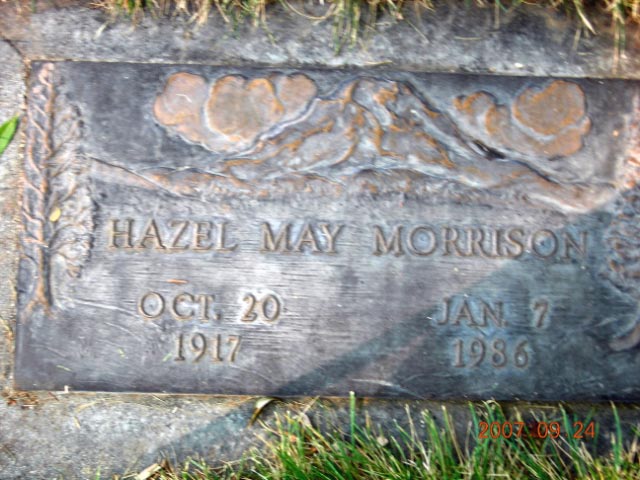 HAZEL MAY MORRISON
OCT. 20 JAN. 7
1917 1986
2007 09 24